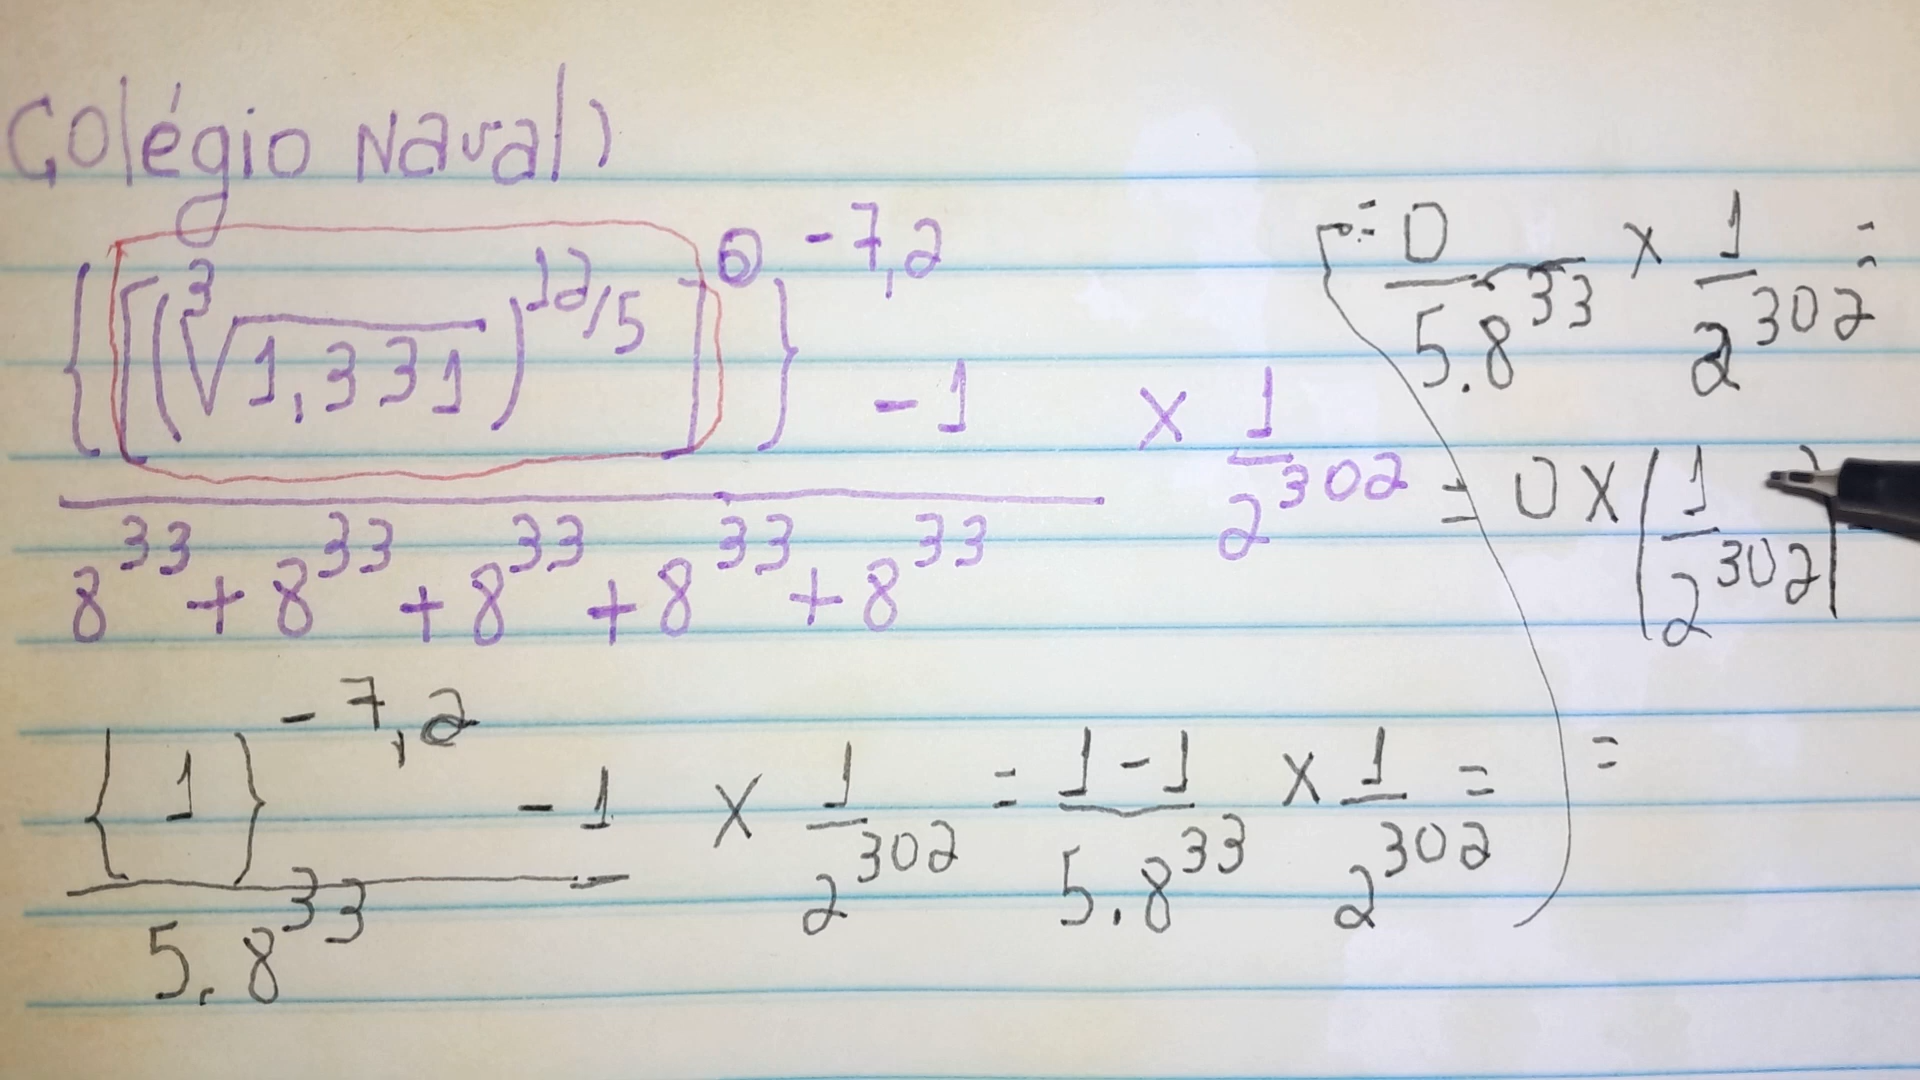 Colégio Naval)
{[(∛1,331)^12/5]^0}^-7,2 - 1 × 1/2^302
8^33 + 8^33 + 8^33 + 8^33 + 8^33
{1}^-7,2 - 1 / 5.8^33 × 1/2^302 = 1-1 / 5.8^33 × 1/2^302 =
= 0 / 5.8^33 × 1/2^302 =
= 0 × (1/2^302)
=